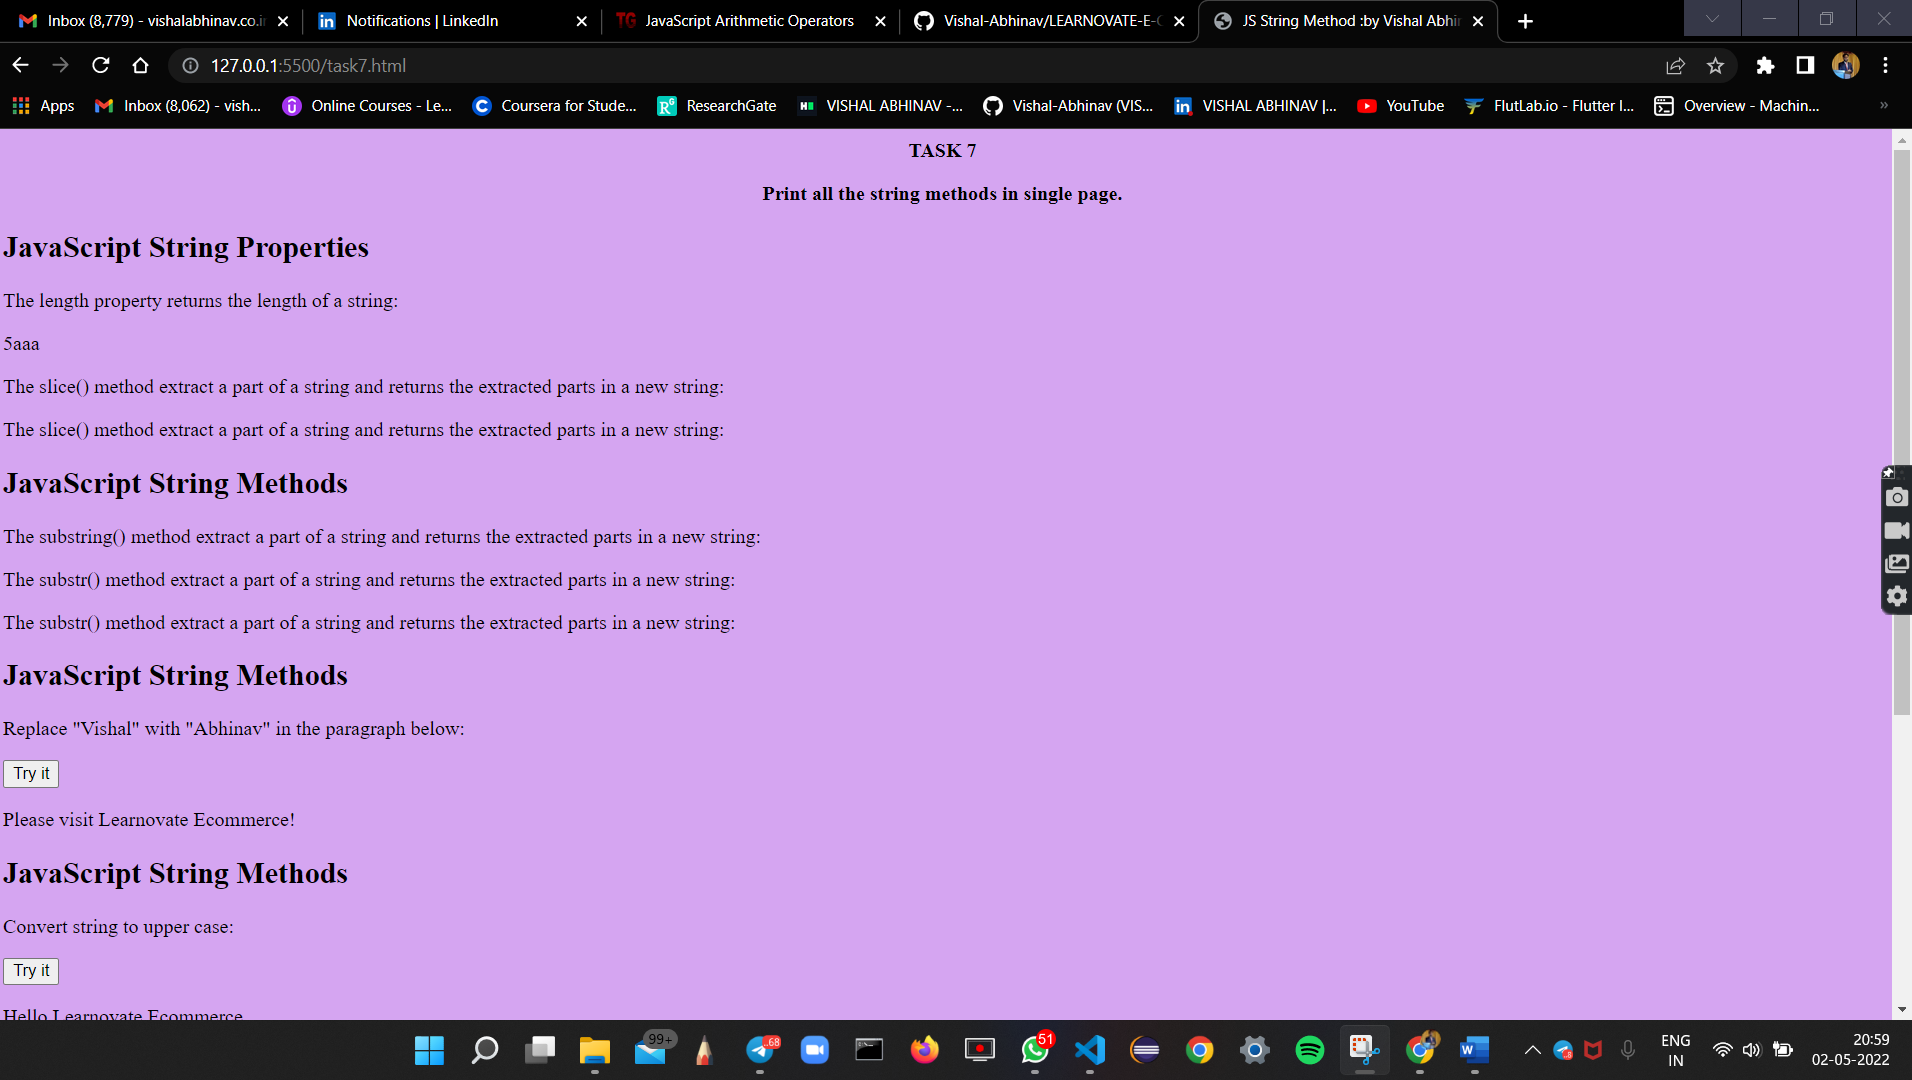 Inbox (8,779) - vishalabhinav.co.in
Notifications | LinkedIn
TG JavaScript Arithmetic Operators
Vishal-Abhinav/LEARNOVATE-E-C
JS String Method :by Vishal Abhin
127.0.0.1:5500/task7.html
Apps
Inbox (8,062) - vish...
Online Courses - Le...
Coursera for Stude...
ResearchGate
VISHAL ABHINAV -...
Vishal-Abhinav (VIS...
VISHAL ABHINAV |...
YouTube
FlutLab.io - Flutter I...
Overview - Machin...
TASK 7
Print all the string methods in single page.
JavaScript String Properties
The length property returns the length of a string:
5aaa
The slice() method extract a part of a string and returns the extracted parts in a new string:
The slice() method extract a part of a string and returns the extracted parts in a new string:
JavaScript String Methods
The substring() method extract a part of a string and returns the extracted parts in a new string:
The substr() method extract a part of a string and returns the extracted parts in a new string:
The substr() method extract a part of a string and returns the extracted parts in a new string:
JavaScript String Methods
Replace "Vishal" with "Abhinav" in the paragraph below:
Try it
Please visit Learnovate Ecommerce!
JavaScript String Methods
Convert string to upper case:
Try it
Hello Learnovate Ecommerce
99+
..68
51
ENG
IN
20:59
02-05-2022